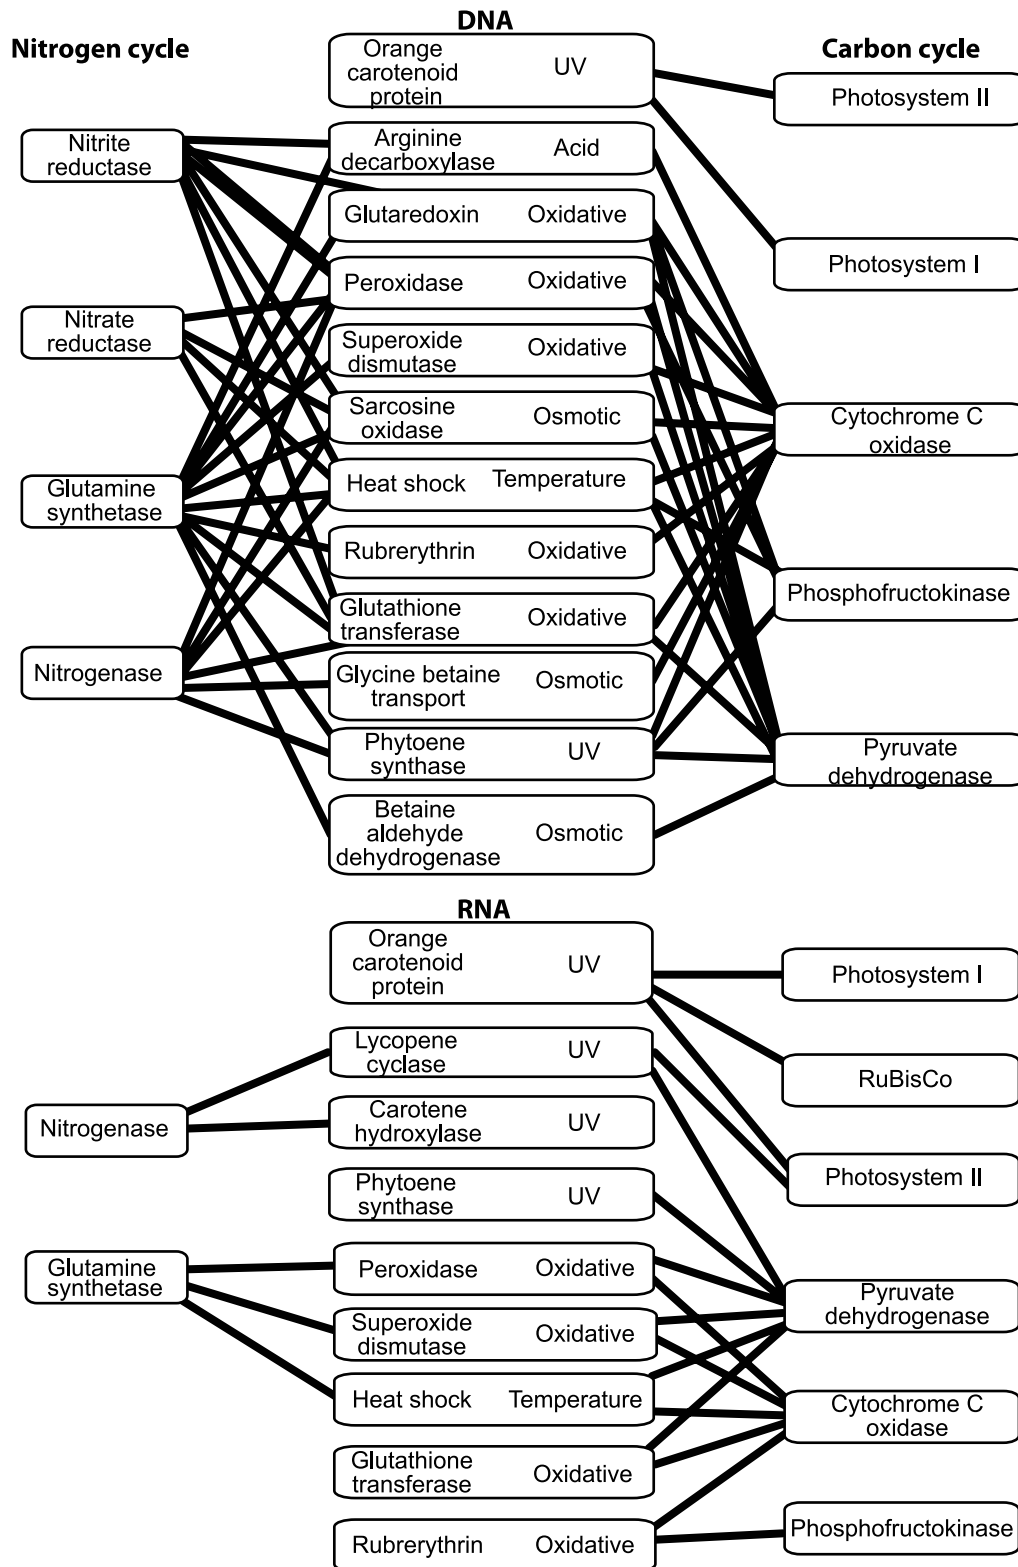 DNA
Nitrogen cycle
Carbon cycle
Orange
carotenoid
protein
UV
Photosystem II
Nitrite
reductase
Arginine
decarboxylase
Acid
Glutaredoxin
Oxidative
Photosystem I
Peroxidase
Oxidative
Nitrate
reductase
Superoxide
dismutase
Oxidative
Sarcosine
oxidase
Osmotic
Cytochrome C
oxidase
Glutamine
synthetase
Heat shock
Temperature
Rubrerythrin
Oxidative
Phosphofructokinase
Glutathione
transferase
Oxidative
Nitrogenase
Glycine betaine
transport
Osmotic
Phytoene
synthase
UV
Pyruvate
dehydrogenase
Betaine
aldehyde
dehydrogenase
Osmotic
RNA
Orange
carotenoid
protein
UV
Photosystem I
Lycopene
cyclase
UV
RuBisCo
Nitrogenase
Carotene
hydroxylase
UV
Photosystem II
Phytoene
synthase
UV
Glutamine
synthetase
Peroxidase
Oxidative
Pyruvate
dehydrogenase
Superoxide
dismutase
Oxidative
Heat shock
Temperature
Cytochrome C
oxidase
Glutathione
transferase
Oxidative
Rubrerythrin
Oxidative
Phosphofructokinase